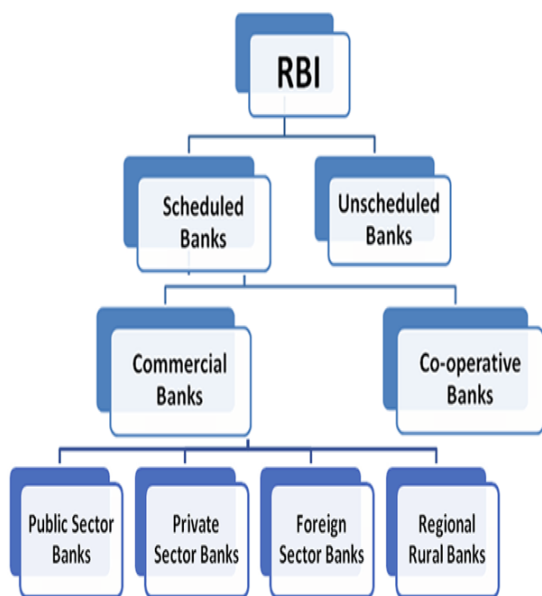 RBI
Scheduled
Banks
Unscheduled
Banks
Commercial
Banks
Co-operative
Banks
Public Sector
Banks
Private
Sector Banks
Foreign
Sector Banks
Regional
Rural Banks